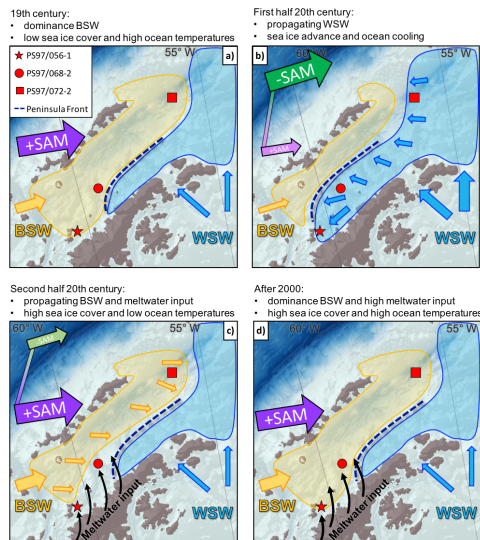 19th century:
• dominance BSW
• low sea ice cover and high ocean temperatures
55° W
a)
PS97/056-1
PS97/068-2
PS97/072-2
Peninsula Front
+SAM
BSW
WSW
First half 20th century:
• propagating WSW
• sea ice advance and ocean cooling
60° W
55° W
b)
-SAM
+SAM
BSW
WSW
Second half 20th century:
• propagating BSW and meltwater input
• high sea ice cover and low ocean temperatures
60° W
55° W
c)
-SAM
+SAM
BSW
WSW
Meltwater input
After 2000:
• dominance BSW and high meltwater input
• high sea ice cover and high ocean temperatures
60° W
55° W
d)
+SAM
BSW
WSW
Meltwater input